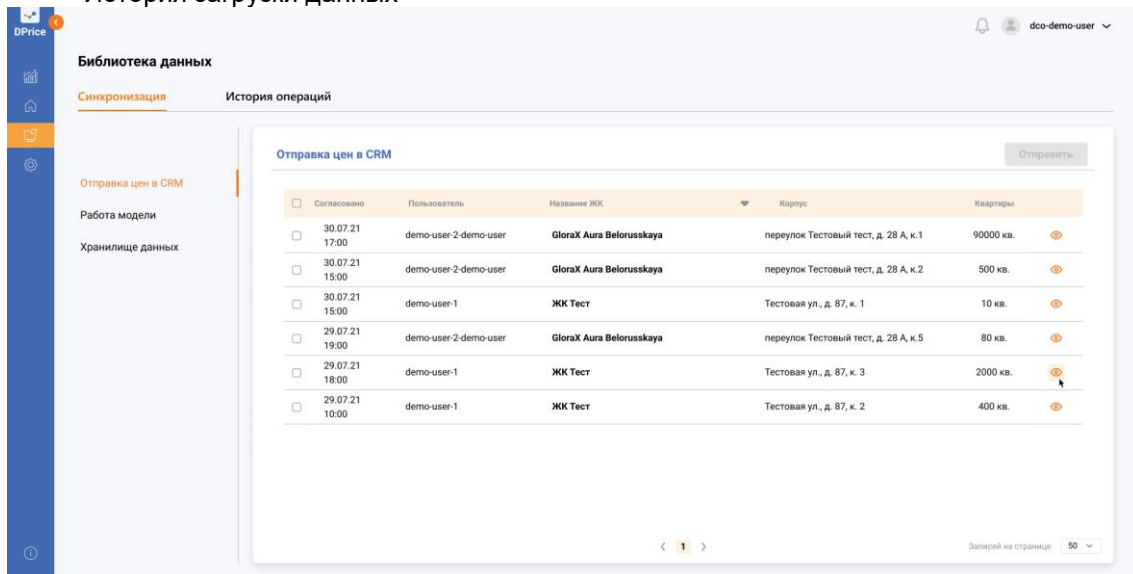 История загрузки данных
DPrice
dco-demo-user
Библиотека данных
Синхронизация История операций
Отправка цен в CRM Отправить
Отправка цен в CRM
Работа модели
Хранилище данных
Согласовано Пользователь Название ЖК Корпус Квартиры
30.07.21
17:00
demo-user-2-demo-user GloraX Aura Belorusskaya переулок Тестовый тест, д. 28 А, к.1 90000 кв.
30.07.21
15:00
demo-user-2-demo-user GloraX Aura Belorusskaya переулок Тестовый тест, д. 28 А, к.2 500 кв.
30.07.21
15:00
demo-user-1 ЖК Тест Тестовая ул., д. 87, к. 1 10 кв.
29.07.21
19:00
demo-user-2-demo-user GloraX Aura Belorusskaya переулок Тестовый тест, д. 28 А, к.5 80 кв.
29.07.21
18:00
demo-user-1 ЖК Тест Тестовая ул., д. 87, к. 3 2000 кв.
29.07.21
10:00
demo-user-1 ЖК Тест Тестовая ул., д. 87, к. 2 400 кв.
1
Записей на странице 50